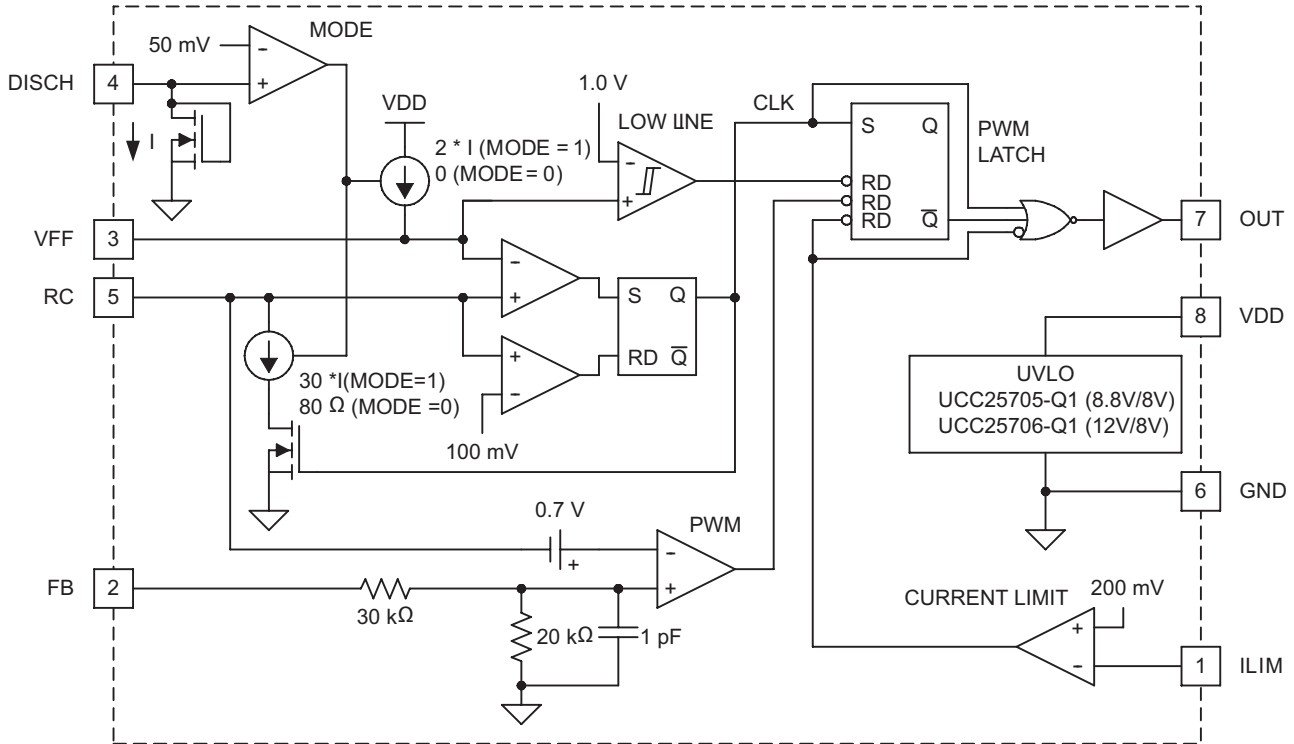 MODE
50 mV
-
+
DISCH
4
I
VDD
2 * I (MODE = 1)
0 (MODE = 0)
1.0 V
LOW LINE
-
+
CLK
S
Q
PWM
LATCH
RD
RD
RD
Q
7
OUT
VFF
3
RC
5
-
+
S
Q
RD
Q
+
-
100 mV
30 *I(MODE=1)
80 Ω (MODE =0)
8
VDD
UVLO
UCC25705-Q1 (8.8V/8V)
UCC25706-Q1 (12V/8V)
6
GND
0.7 V
+
PWM
-
+
FB
2
30 kΩ
20 kΩ
1 pF
CURRENT LIMIT
200 mV
+
-
1
ILIM